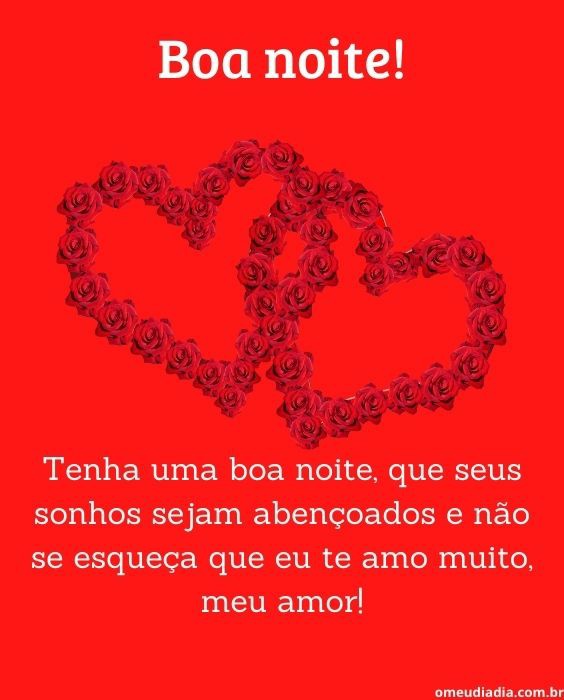 Boa noite!
Tenha uma boa noite, que seus
sonhos sejam abençoados e não
se esqueça que eu te amo muito,
meu amor!
omeudiadia.com.br